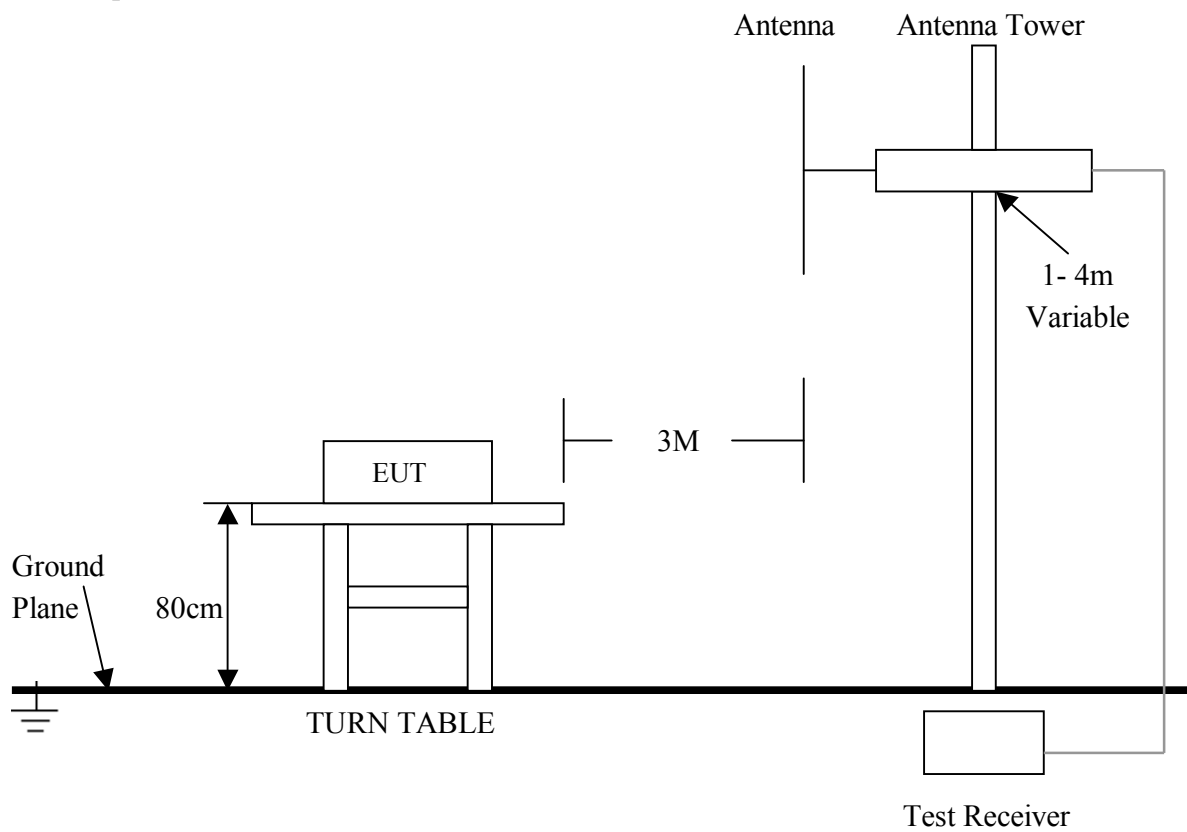 Antenna
Antenna Tower
1- 4m
Variable
3M
EUT
Ground
Plane
80cm
TURN TABLE
Test Receiver